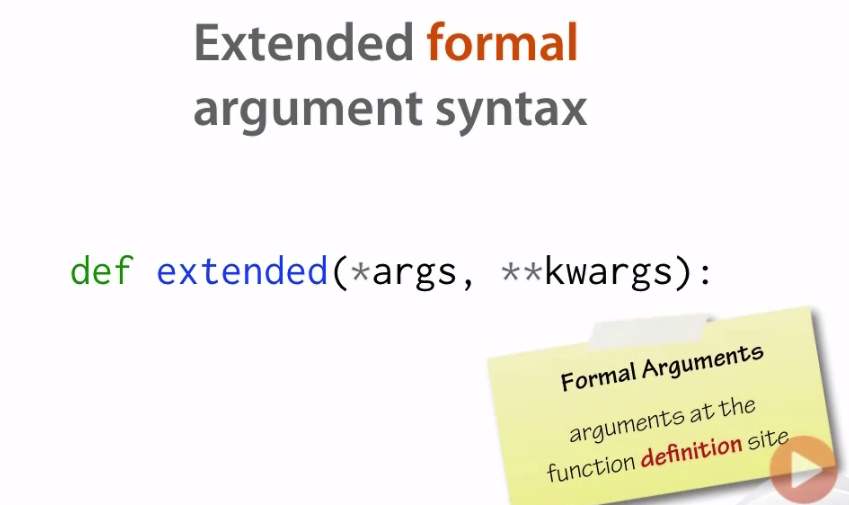 Extended formal
argument syntax
def extended(*args, **kwargs):
Formal Arguments
arguments at the
function definition site